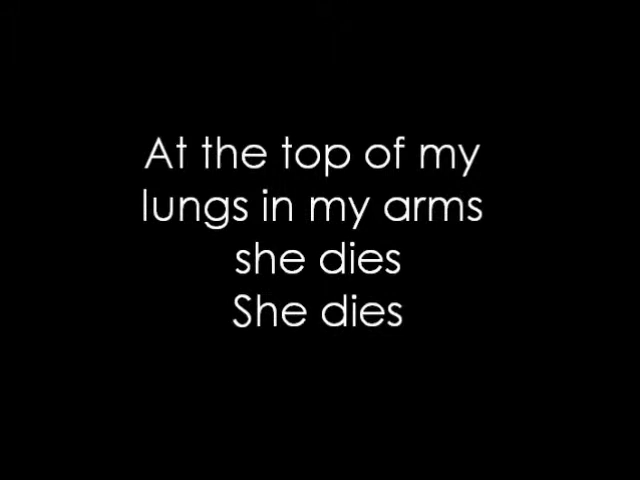 At the top of my
lungs in my arms
she dies
She dies